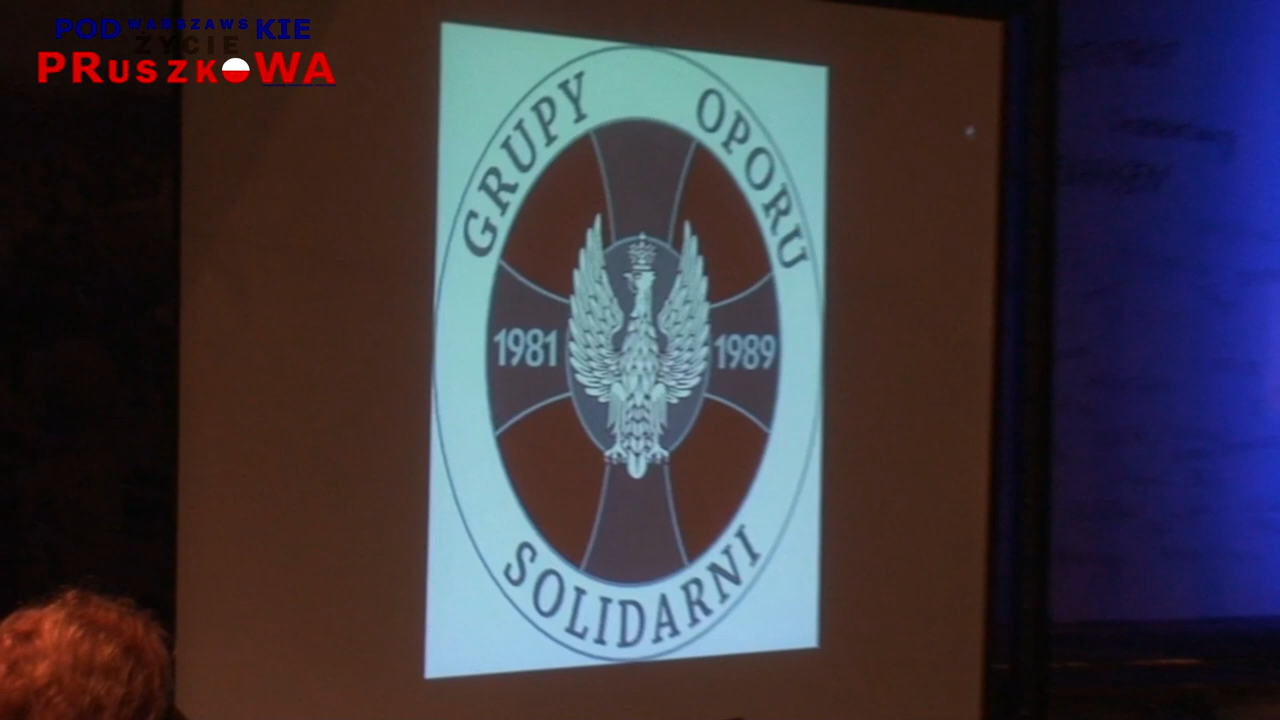 PODWARSZAWSKIE
ŻYCIE
PRUSZKOWA
GRUPY OPORU
1981 1989
SOLIDARNI